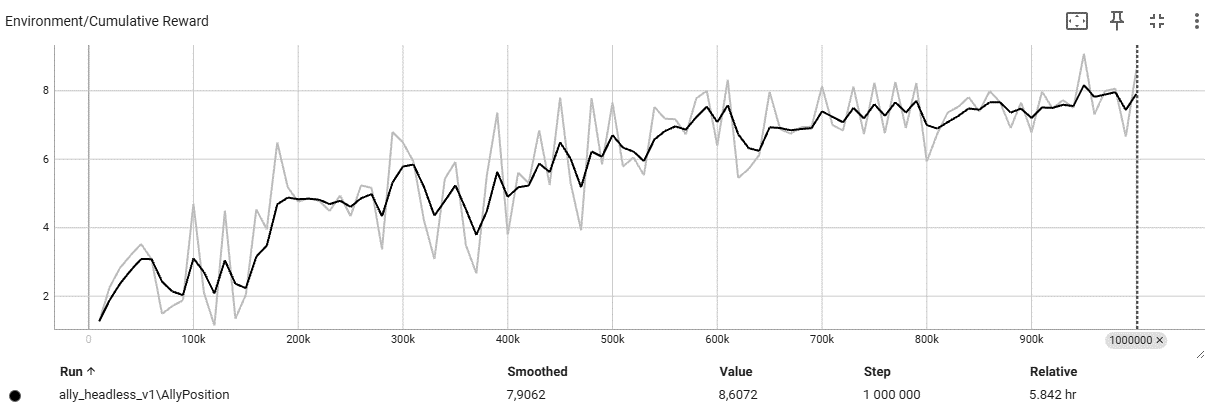 Environment/Cumulative Reward
8
6
4
2
0 100k 200k 300k 400k 500k 600k 700k 800k 900k 1000000 ×
Run ↑ Smoothed Value Step Relative
ally_headless_v1\AllyPosition 7,9062 8,6072 1 000 000 5.842 hr